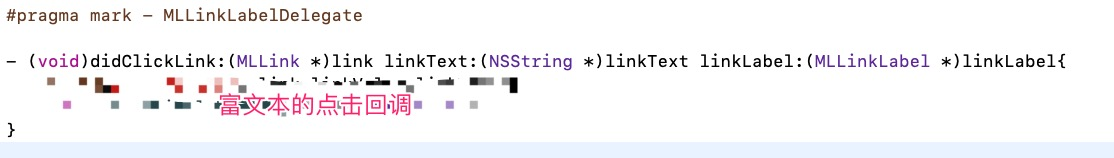 #pragma mark — MLLinkLabelDelegate
- (void)didClickLink:(MLLink *)link linkText:(NSString *)linkText linkLabel:(MLLinkLabel *)linkLabel{
富文本的点击回调
}